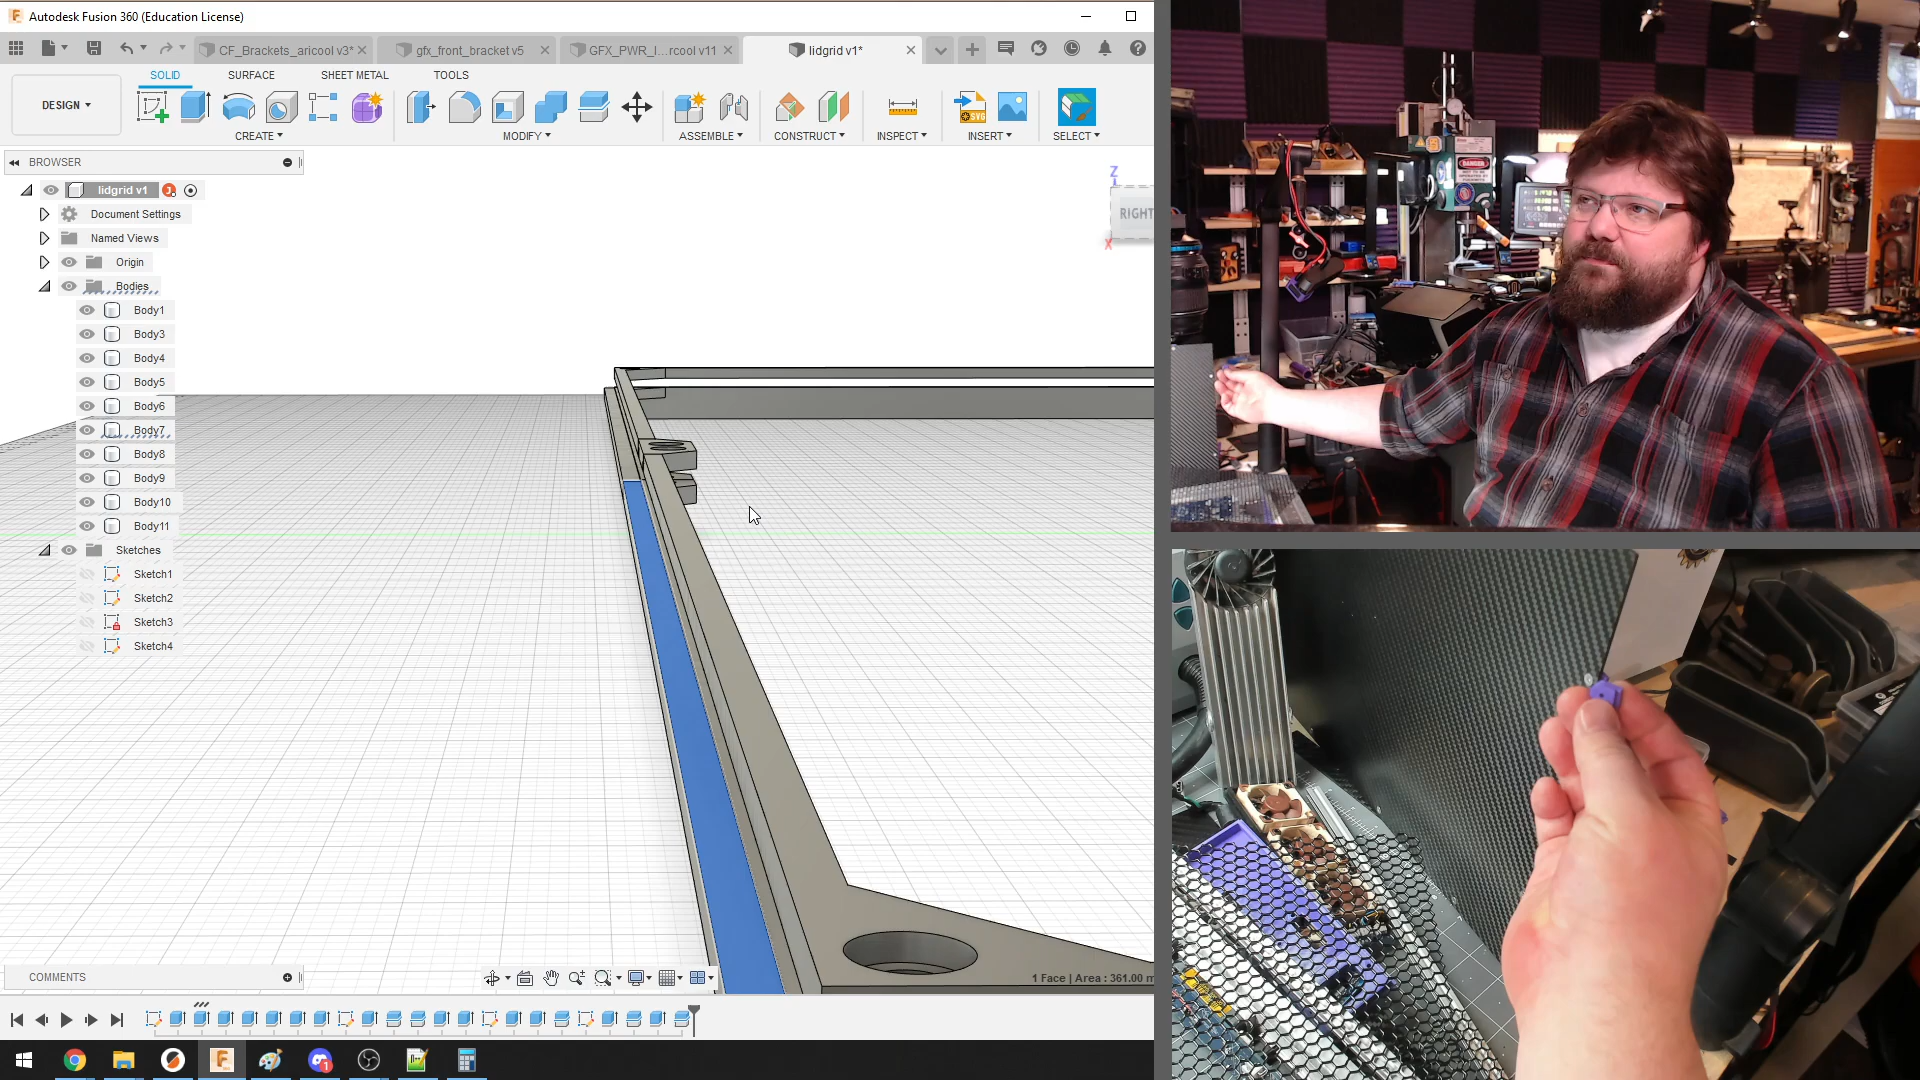 Autodesk Fusion 360 (Education License)
CF_Brackets_aricool v3*
gfx_front_bracket v5
GFX_PWR_I...rcool v11
lidgrid v1*
SOLID
SURFACE
SHEET METAL
TOOLS
DESIGN
CREATE
MODIFY
ASSEMBLE
CONSTRUCT
INSPECT
INSERT
SELECT
BROWSER
lidgrid v1
Document Settings
Named Views
Origin
Bodies
Body1
Body3
Body4
Body5
Body6
Body7
Body8
Body9
Body10
Body11
Sketches
Sketch1
Sketch2
Sketch3
Sketch4
Z
RIGHT
X
COMMENTS
1 Face | Area : 361.00 m
DANGER